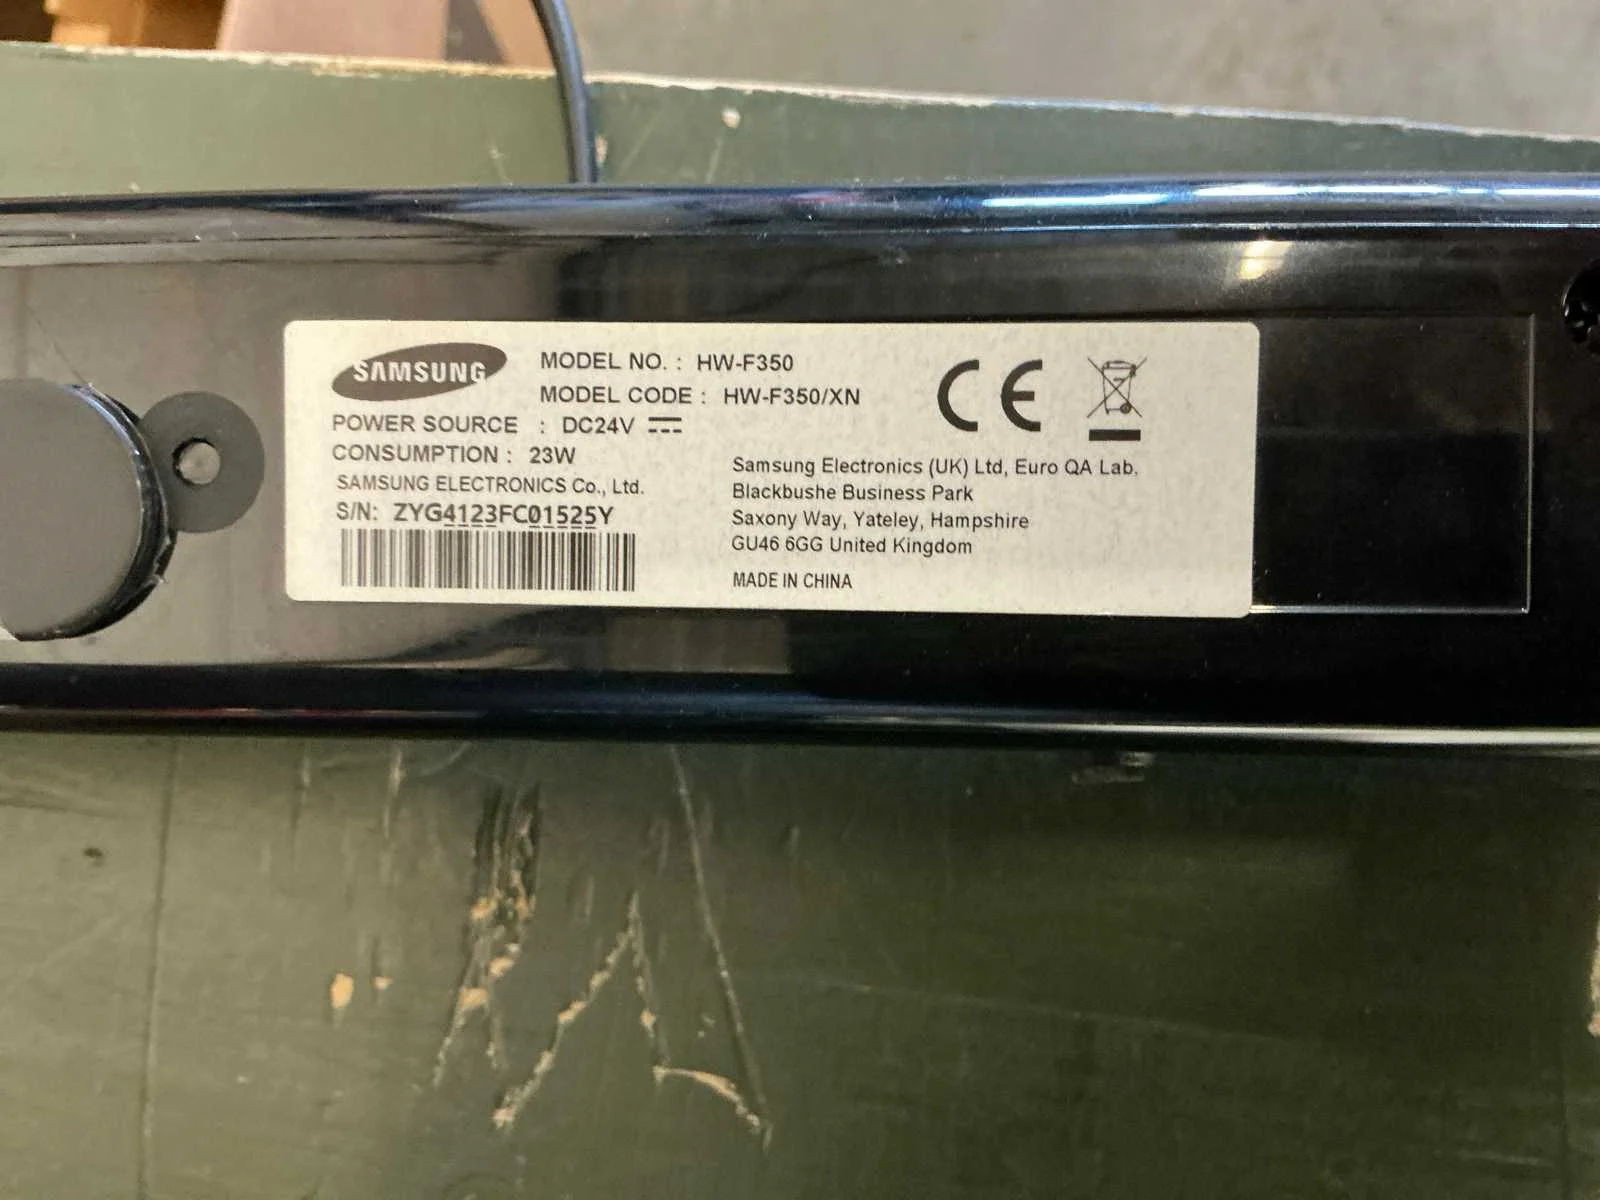 SAMSUNG
MODEL NO. : HW-F350
MODEL CODE : HW-F350/XN
POWER SOURCE : DC24V
CONSUMPTION : 23W
SAMSUNG ELECTRONICS Co., Ltd.
S/N: ZYG4123FC01525Y
CE
Samsung Electronics (UK) Ltd, Euro QA Lab.
Blackbushe Business Park
Saxony Way, Yateley, Hampshire
GU46 6GG United Kingdom
MADE IN CHINA